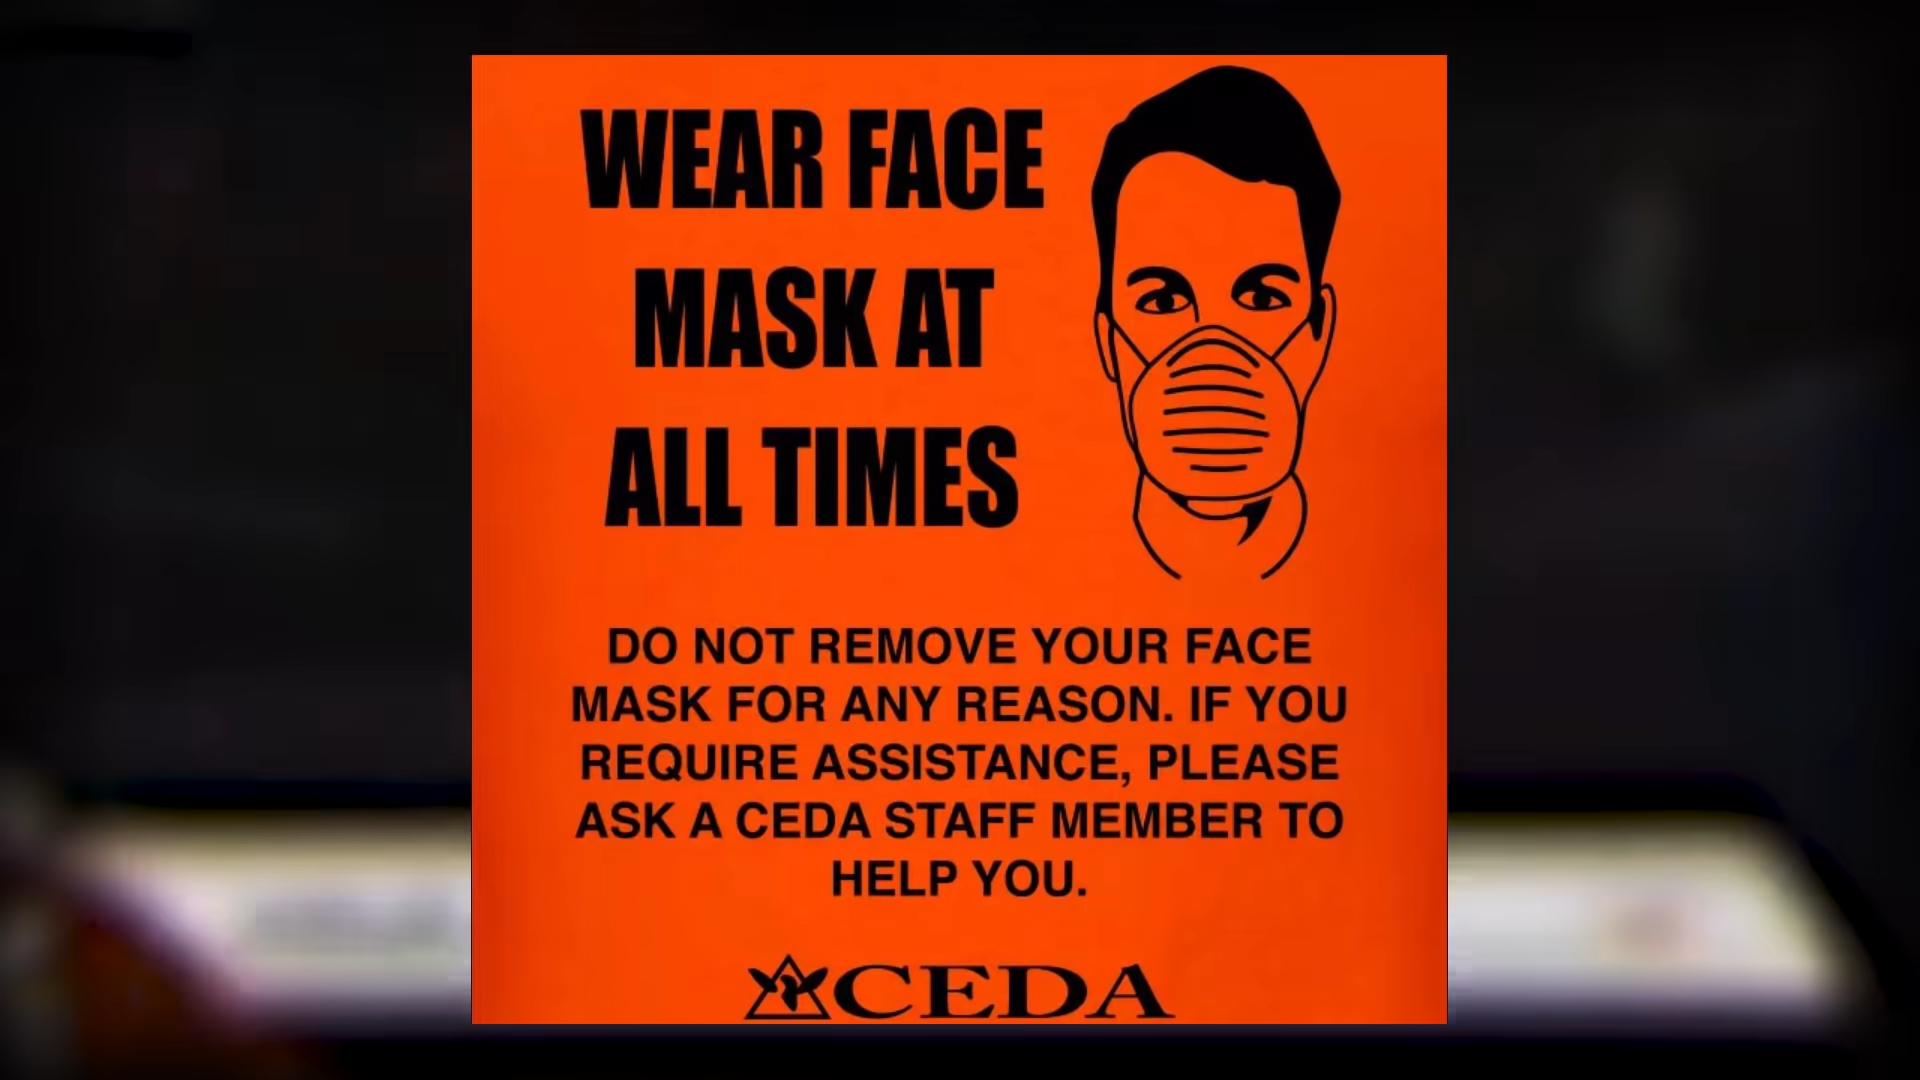 WEAR FACE
MASK AT
ALL TIMES
DO NOT REMOVE YOUR FACE
MASK FOR ANY REASON. IF YOU
REQUIRE ASSISTANCE, PLEASE
ASK A CEDA STAFF MEMBER TO
HELP YOU.
CEDA